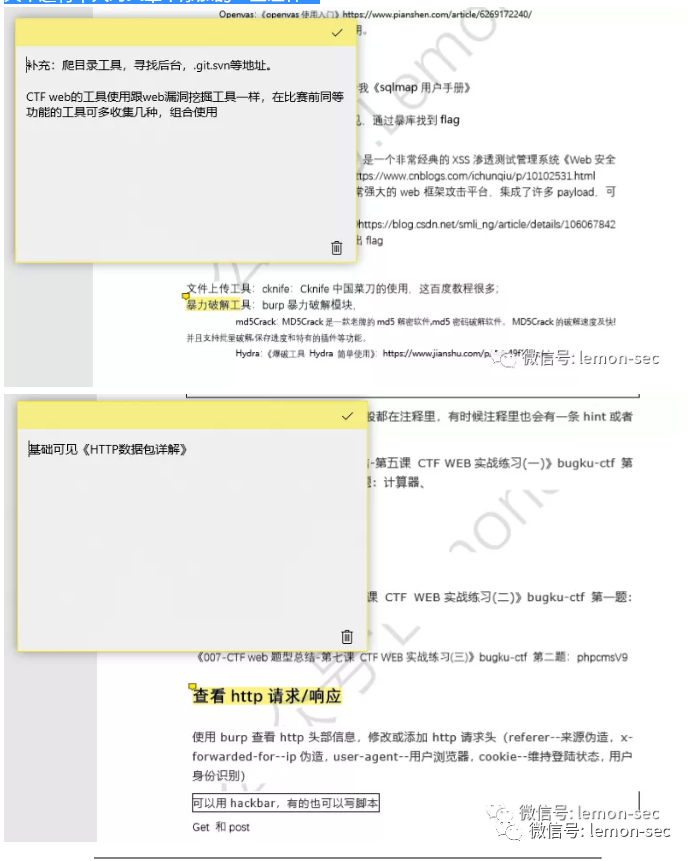 Openvas:《openvas 使用入门》https://www.pianshen.com/article/6269172240/
用。
补充：爬目录工具，寻找后台，.git.svn等地址。
CTF web的工具使用跟web漏洞挖掘工具一样，在比赛前同等
功能的工具可多收集几种，组合使用
我《sqlmap 用户手册》
通过暴库找到 flag
是一个非常经典的 XSS 渗透测试管理系统《Web 安全
ttps://www.cnblogs.com/ichunqiu/p/10102531.html
常强大的 web 框架攻击平台，集成了许多 payload，可
https://blog.csdn.net/smli_ng/article/details/106067842
出 flag
文件上传工具：cknife：Cknife 中国菜刀的使用，这百度教程很多；
暴力破解工具：burp 暴力破解模块，
md5Crack：MD5Crack 是一款老牌的 md5 解密软件,md5 密码破解软件。 MD5Crack 的破解速度及快!
并且支持批量破解,保存进度和特有的插件等功能。
Hydra：《爆破工具 Hydra 简单使用》：https://www.jianshu.com/p/
微信号: lemon-sec
般都在注释里，有时候注释里也会有一条 hint 或者
基础可见《HTTP数据包详解》
-第五课 CTF WEB 实战练习(一)》bugku-ctf 第
题：计算器、
课 CTF WEB 实战练习(二)》bugku-ctf 第一题：
《007-CTF web 题型总结-第七课 CTF WEB 实战练习(三)》bugku-ctf 第二题：phpcmsV9
查看 http 请求/响应
使用 burp 查看 http 头部信息，修改或添加 http 请求头（referer--来源伪造，x-
forwarded-for--ip 伪造，user-agent--用户浏览器，cookie--维持登陆状态，用户
身份识别）
可以用 hackbar，有的也可以写脚本
Get 和 post
微信号: lemon-sec
微信号: lemon-sec